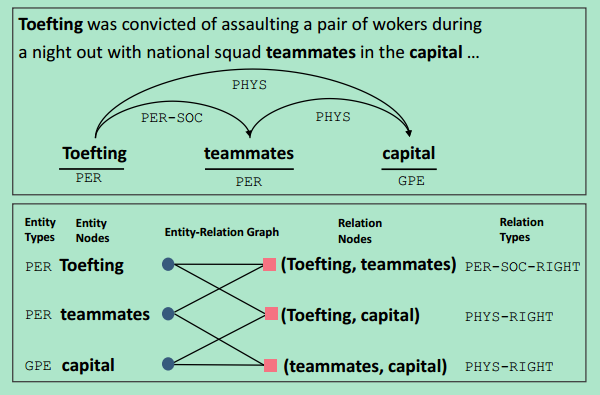 Toefting was convicted of assaulting a pair of wokers during
a night out with national squad teammates in the capital ...
PHYS
PER-SOC
PHYS
Toefting teammates capital
PER PER GPE
Entity Types Entity Nodes Entity-Relation Graph Relation Nodes Relation Types
PER Toefting (Toefting, teammates) PER-SOC-RIGHT
PER teammates (Toefting, capital) PHYS-RIGHT
GPE capital (teammates, capital) PHYS-RIGHT